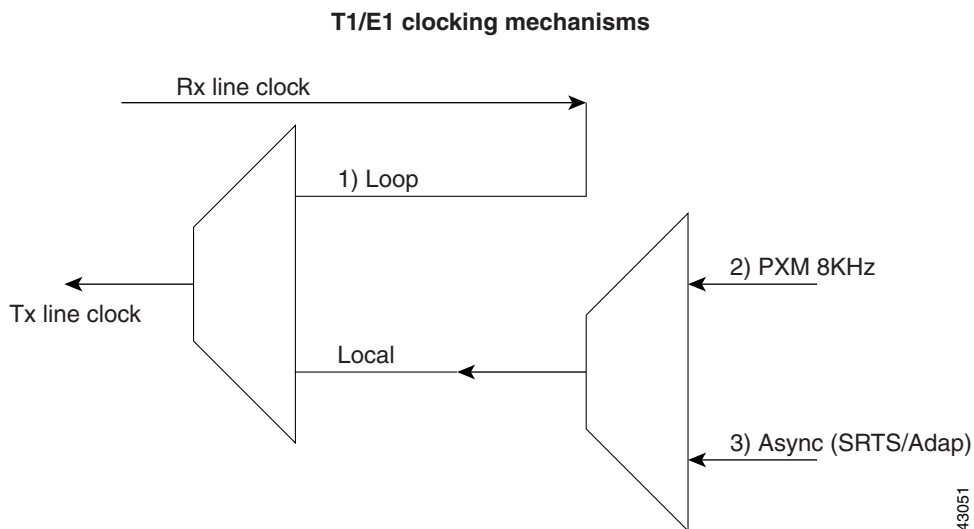 T1/E1 clocking mechanisms
Rx line clock
1) Loop
2) PXM 8KHz
Tx line clock
Local
3) Async (SRTS/Adap)
43051